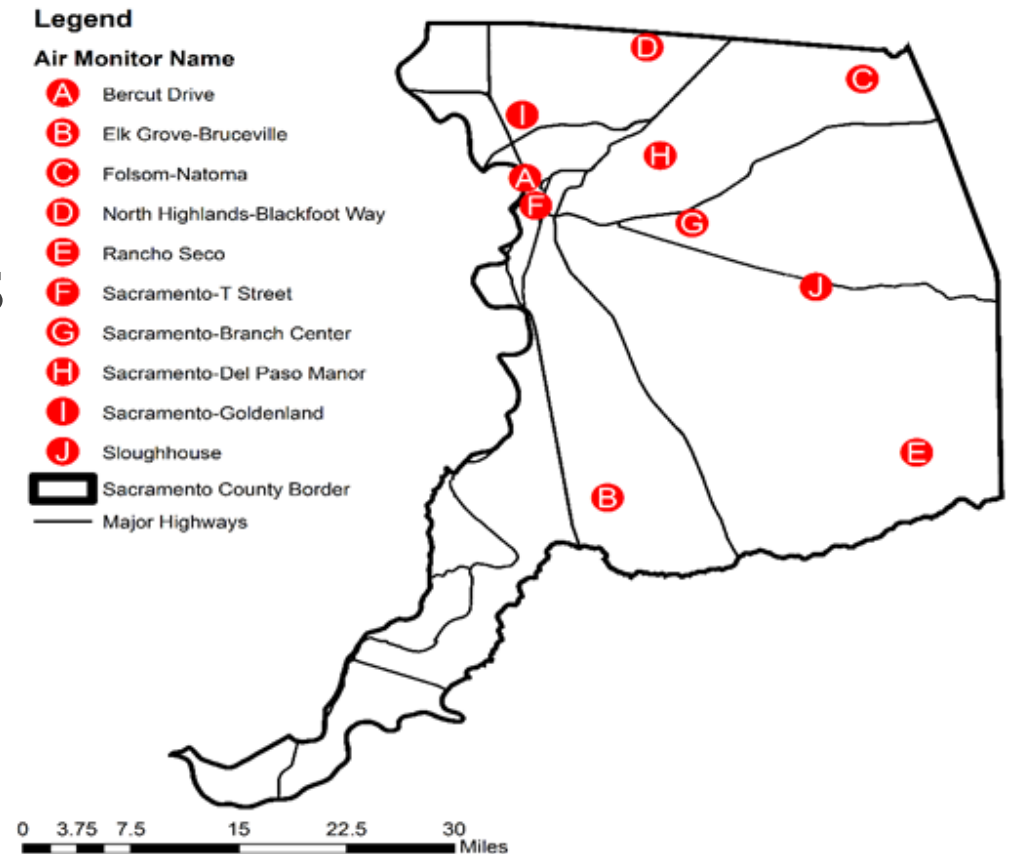 Legend
Air Monitor Name
A Bercut Drive
B Elk Grove-Bruceville
C Folsom-Natoma
D North Highlands-Blackfoot Way
E Rancho Seco
F Sacramento-T Street
G Sacramento-Branch Center
H Sacramento-Del Paso Manor
I Sacramento-Goldenland
J Sloughhouse
Sacramento County Border
Major Highways
D
C
I
H
A
F
G
J
E
B
0 3.75 7.5 15 22.5 30
Miles